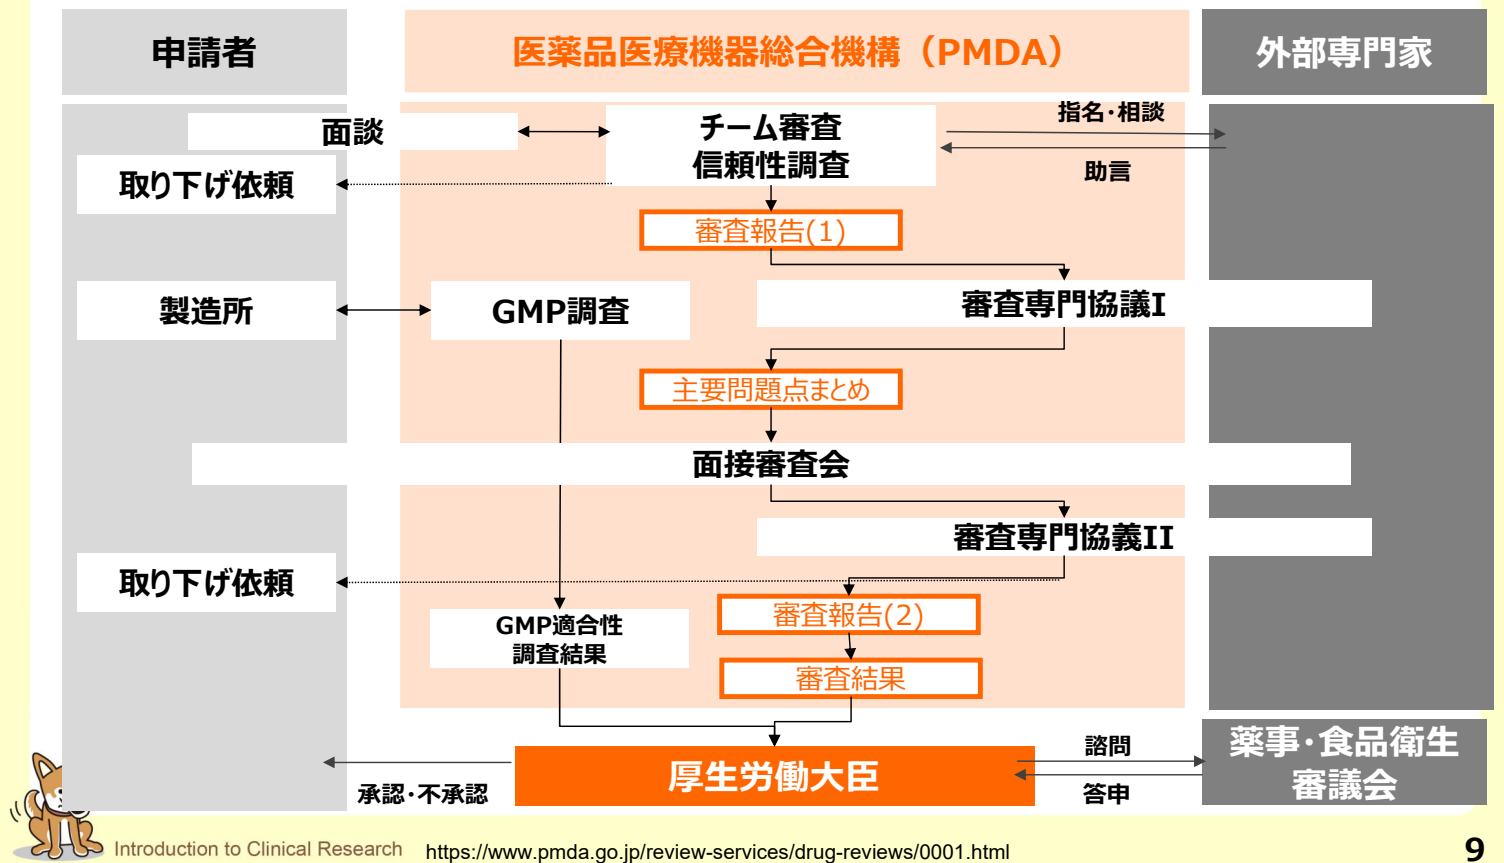 申請者
医薬品医療機器総合機構（PMDA）
外部専門家
面談
チーム審査
信頼性調査
指名・相談
助言
取り下げ依頼
審査報告(1)
審査専門協議I
製造所
GMP調査
主要問題点まとめ
面接審査会
審査専門協義II
取り下げ依頼
審査報告(2)
GMP適合性
調査結果
審査結果
厚生労働大臣
諮問
答申
薬事・食品衛生
審議会
承認・不承認
Introduction to Clinical Research
https://www.pmda.go.jp/review-services/drug-reviews/0001.html
9